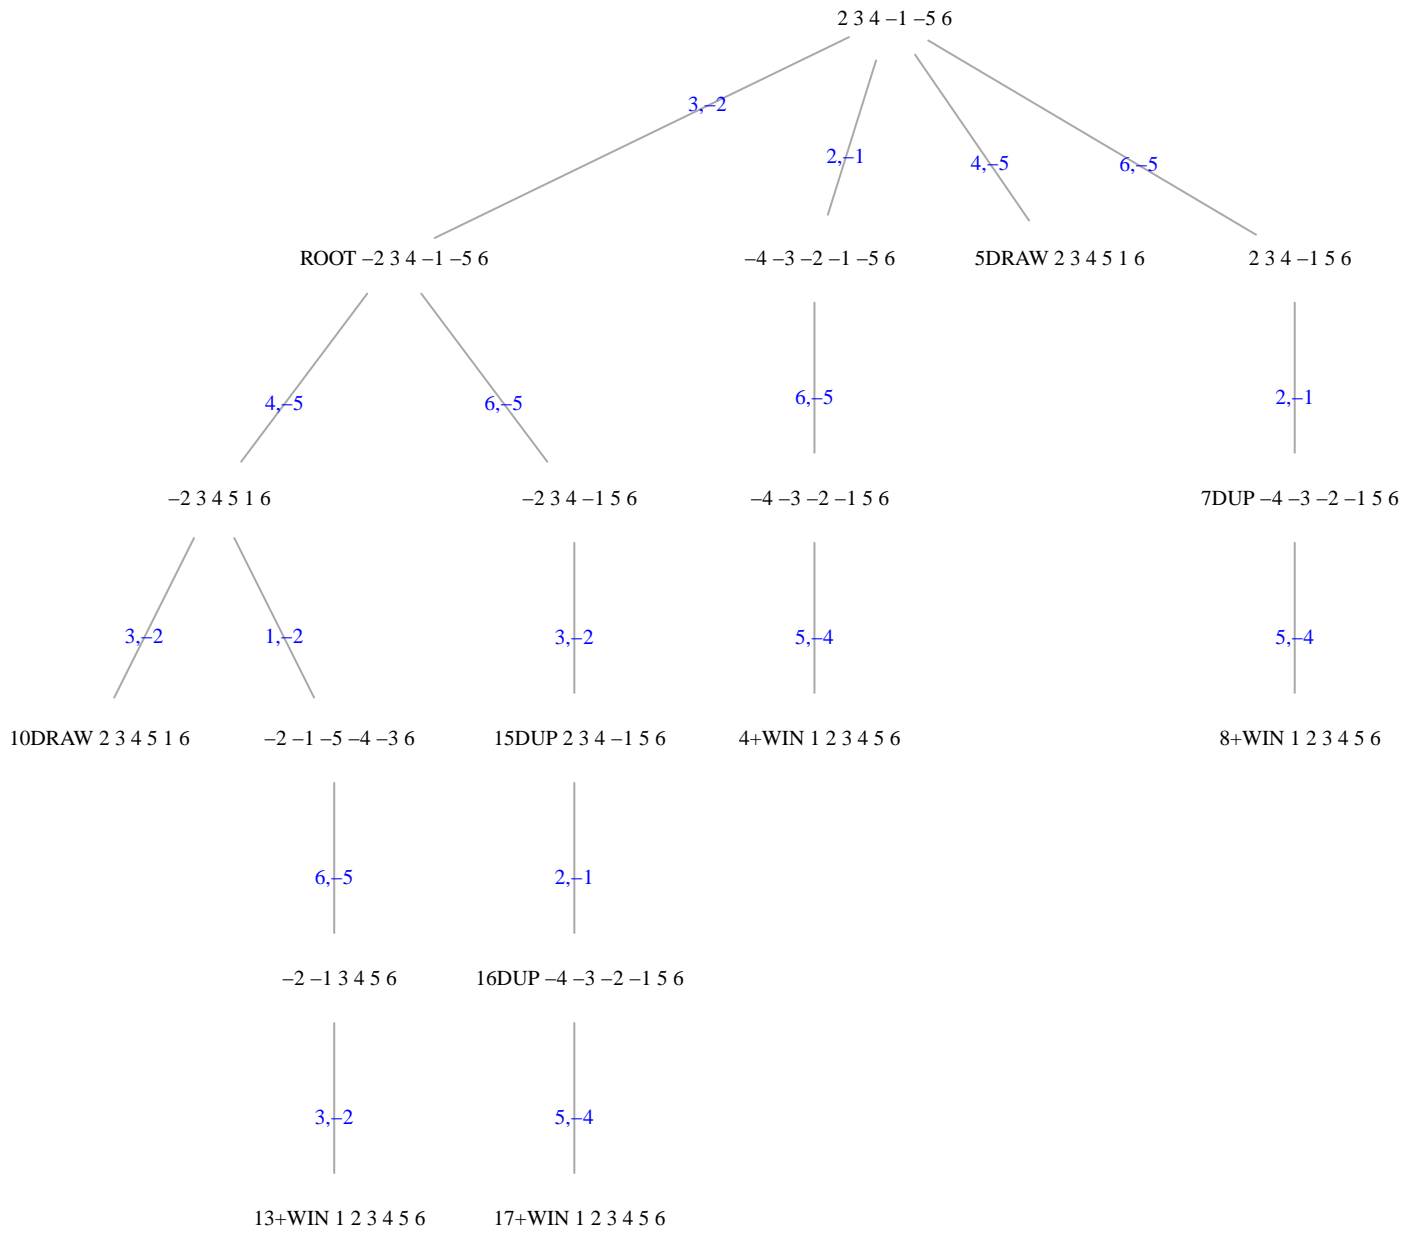 2 3 4 –1 –5 6
3,–2
2,–1
4,–5
6,–5
ROOT –2 3 4 –1 –5 6
–4 –3 –2 –1 –5 6
5DRAW 2 3 4 5 1 6
2 3 4 –1 5 6
4,–5
6,–5
6,–5
2,–1
–2 3 4 5 1 6
–2 3 4 –1 5 6
–4 –3 –2 –1 5 6
7DUP –4 –3 –2 –1 5 6
3,–2
1,–2
3,–2
5,–4
5,–4
10DRAW 2 3 4 5 1 6
–2 –1 –5 –4 –3 6
15DUP 2 3 4 –1 5 6
4+WIN 1 2 3 4 5 6
8+WIN 1 2 3 4 5 6
6,–5
2,–1
–2 –1 3 4 5 6
16DUP –4 –3 –2 –1 5 6
3,–2
5,–4
13+WIN 1 2 3 4 5 6
17+WIN 1 2 3 4 5 6